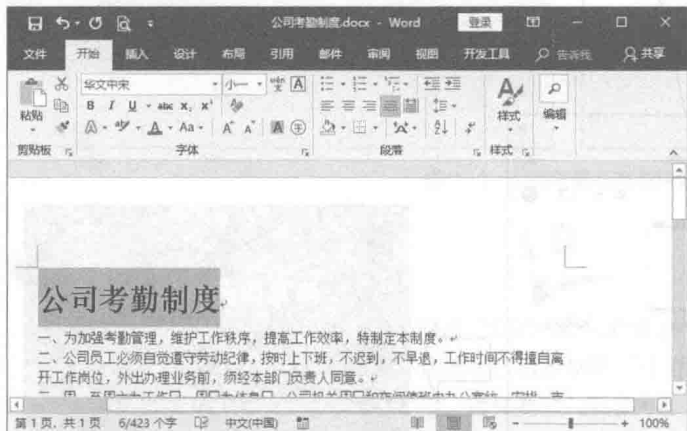 公司考勤制度.docx - Word 登录
文件 开始 插入 设计 布局 引用 邮件 审阅 视图 开发工具 告诉我 共享
华文中宋 小一 wén 文 A
粘贴 B I U abc X₂ X² 样式 编辑
A aby A Aa A A A 字
剪贴板 字体 段落 样式
公司考勤制度
一、为加强考勤管理，维护工作秩序，提高工作效率，特制定本制度。
二、公司员工必须自觉遵守劳动纪律，按时上下班，不迟到，不早退，工作时间不得擅自离
开工作岗位，外出办理业务前，须经本部门负责人同意。
第 1 页，共 1 页 6/423 个字 中文(中国) 100%